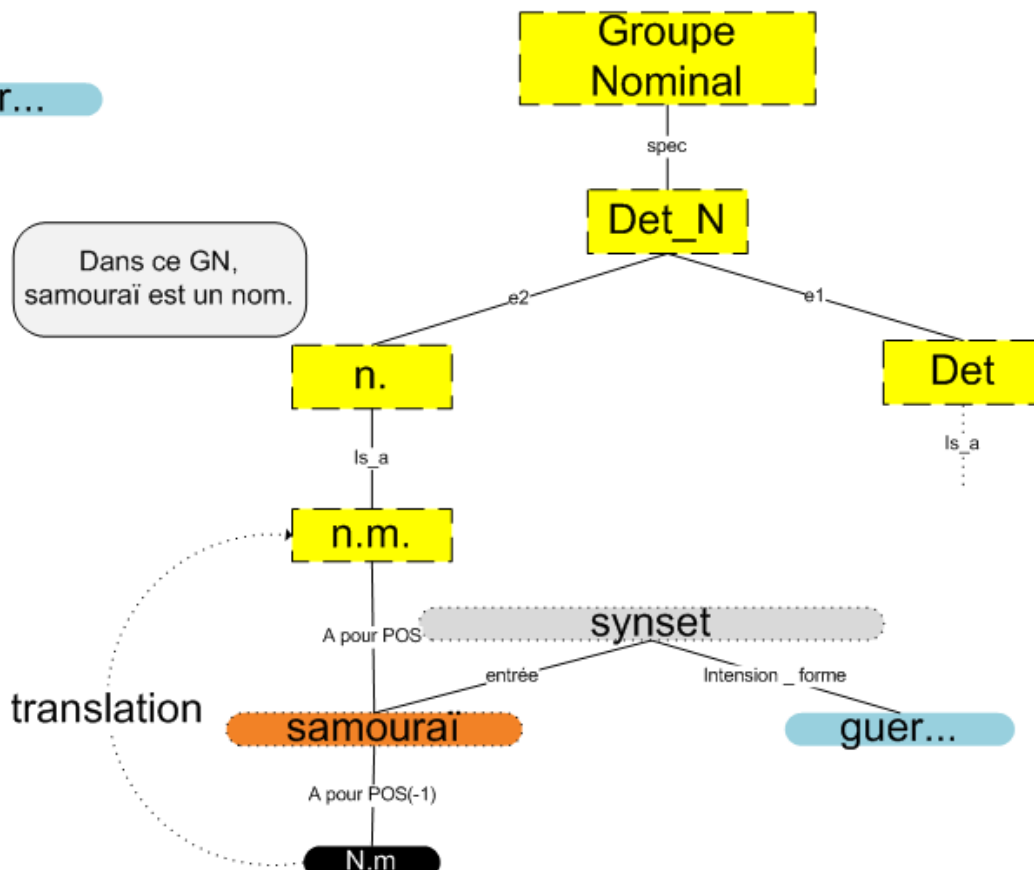 Groupe
Nominal
r...
spec
Det_N
Dans ce GN,
samouraï est un nom.
e2
e1
n.
Det
Is_a
Is_a
n.m.
synset
A pour POS
entrée
Intension _ forme
translation
samouraï
guer...
A pour POS(-1)
N.m